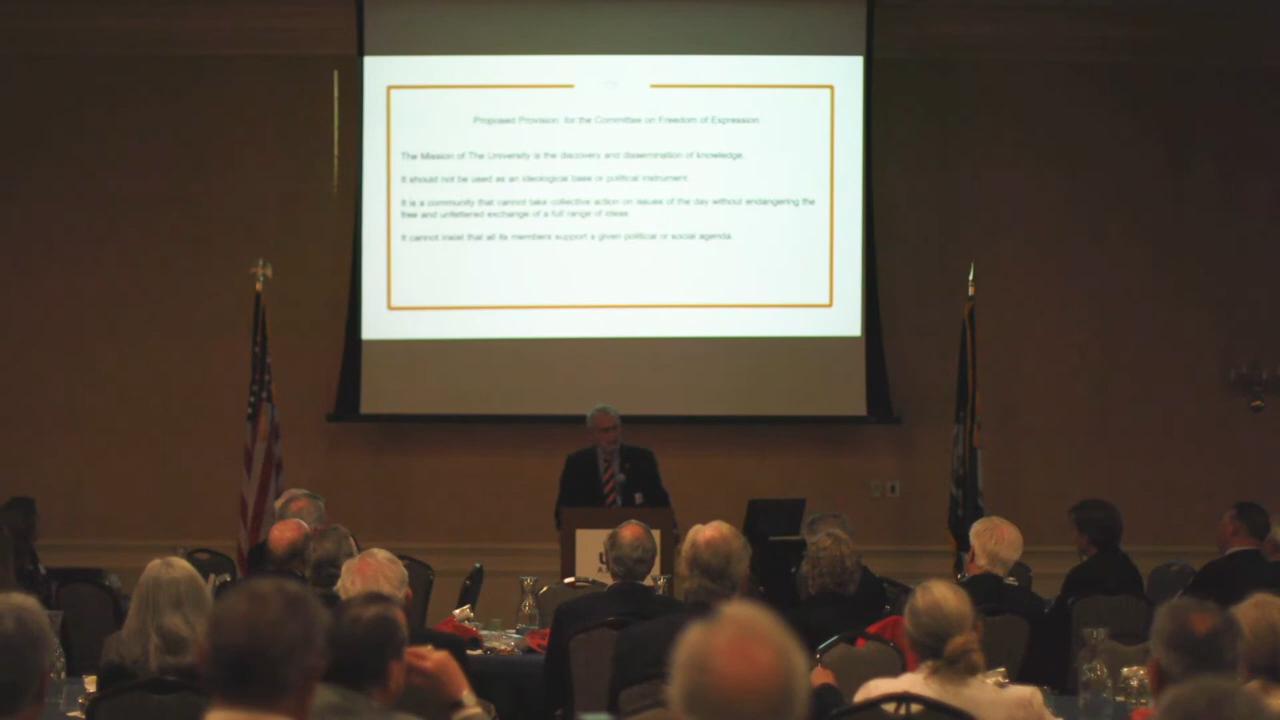 Proposed Provision: for the Committee on Freedom of Expression
The Mission of The University is the discovery and dissemination of knowledge.
It should not be used as an ideological base or political instrument.
It is a community that cannot take collective action on issues of the day without endangering the
free and unfettered exchange of a full range of ideas.
It cannot insist that all its members support a given political or social agenda.